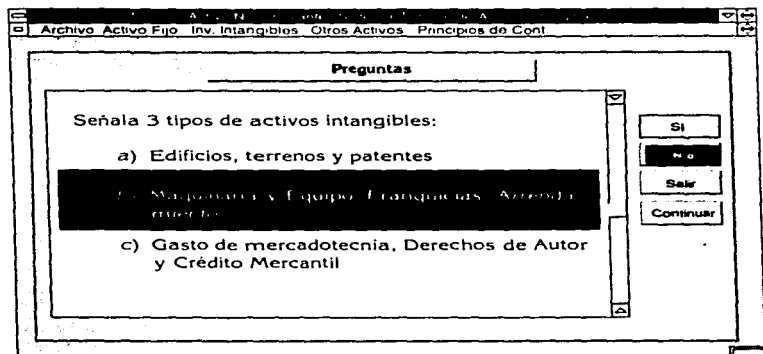 Archivo Activo Fijo Inv. Intangibles Otros Activos Principios de Cont.
Preguntas
Señala 3 tipos de activos intangibles:
a) Edificios, terrenos y patentes
Maquinaria y Equipo, Franquicias, Arrenda
miento
c) Gasto de mercadotecnia, Derechos de Autor
y Crédito Mercantil
Si
No
Salir
Continuar